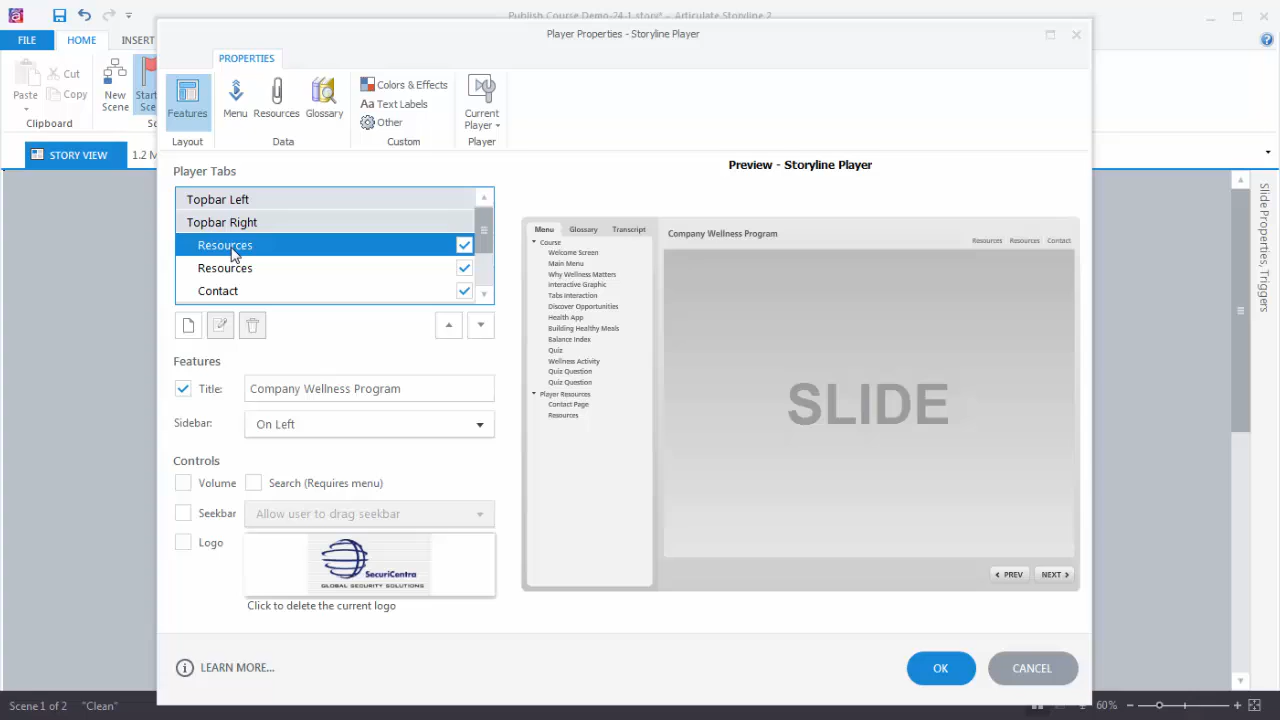 Publish Course Demo-24-1.story* - Articulate Storyline 2
FILE
HOME
INSERT
Cut
Copy
Paste
Clipboard
New
Scene
Player Properties - Storyline Player
PROPERTIES
Features
Menu
Resources
Glossary
Colors & Effects
Text Labels
Other
Current
Player
Layout
Data
Custom
Player
STORY VIEW
1.2 M
Slide Properties, Triggers
Player Tabs
Topbar Left
Topbar Right
Resources
Resources
Contact
Features
Title:
Company Wellness Program
Sidebar:
On Left
Controls
Volume
Search (Requires menu)
Seekbar
Allow user to drag seekbar
Logo
SecuriCentra
GLOBAL SECURITY SOLUTIONS
Click to delete the current logo
Preview - Storyline Player
Menu
Glossary
Transcript
Company Wellness Program
Resources
Resources
Contact
Course
Welcome Screen
Main Menu
Why Wellness Matters
Interactive Graphic
Tabs Interaction
Discover Opportunities
Health App
Building Healthy Meals
Balance Index
Quiz
Wellness Activity
Quiz Question
Quiz Question
Player Resources
Contact Page
Resources
SLIDE
PREV
NEXT
LEARN MORE...
OK
CANCEL
Scene 1 of 2
"Clean"
60%